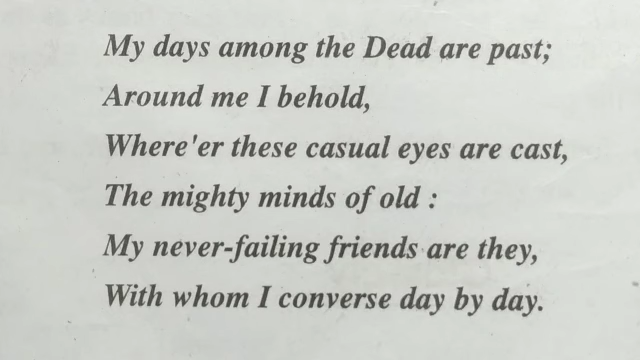 My days among the Dead are past;
Around me I behold,
Where'er these casual eyes are cast,
The mighty minds of old :
My never-failing friends are they,
With whom I converse day by day.